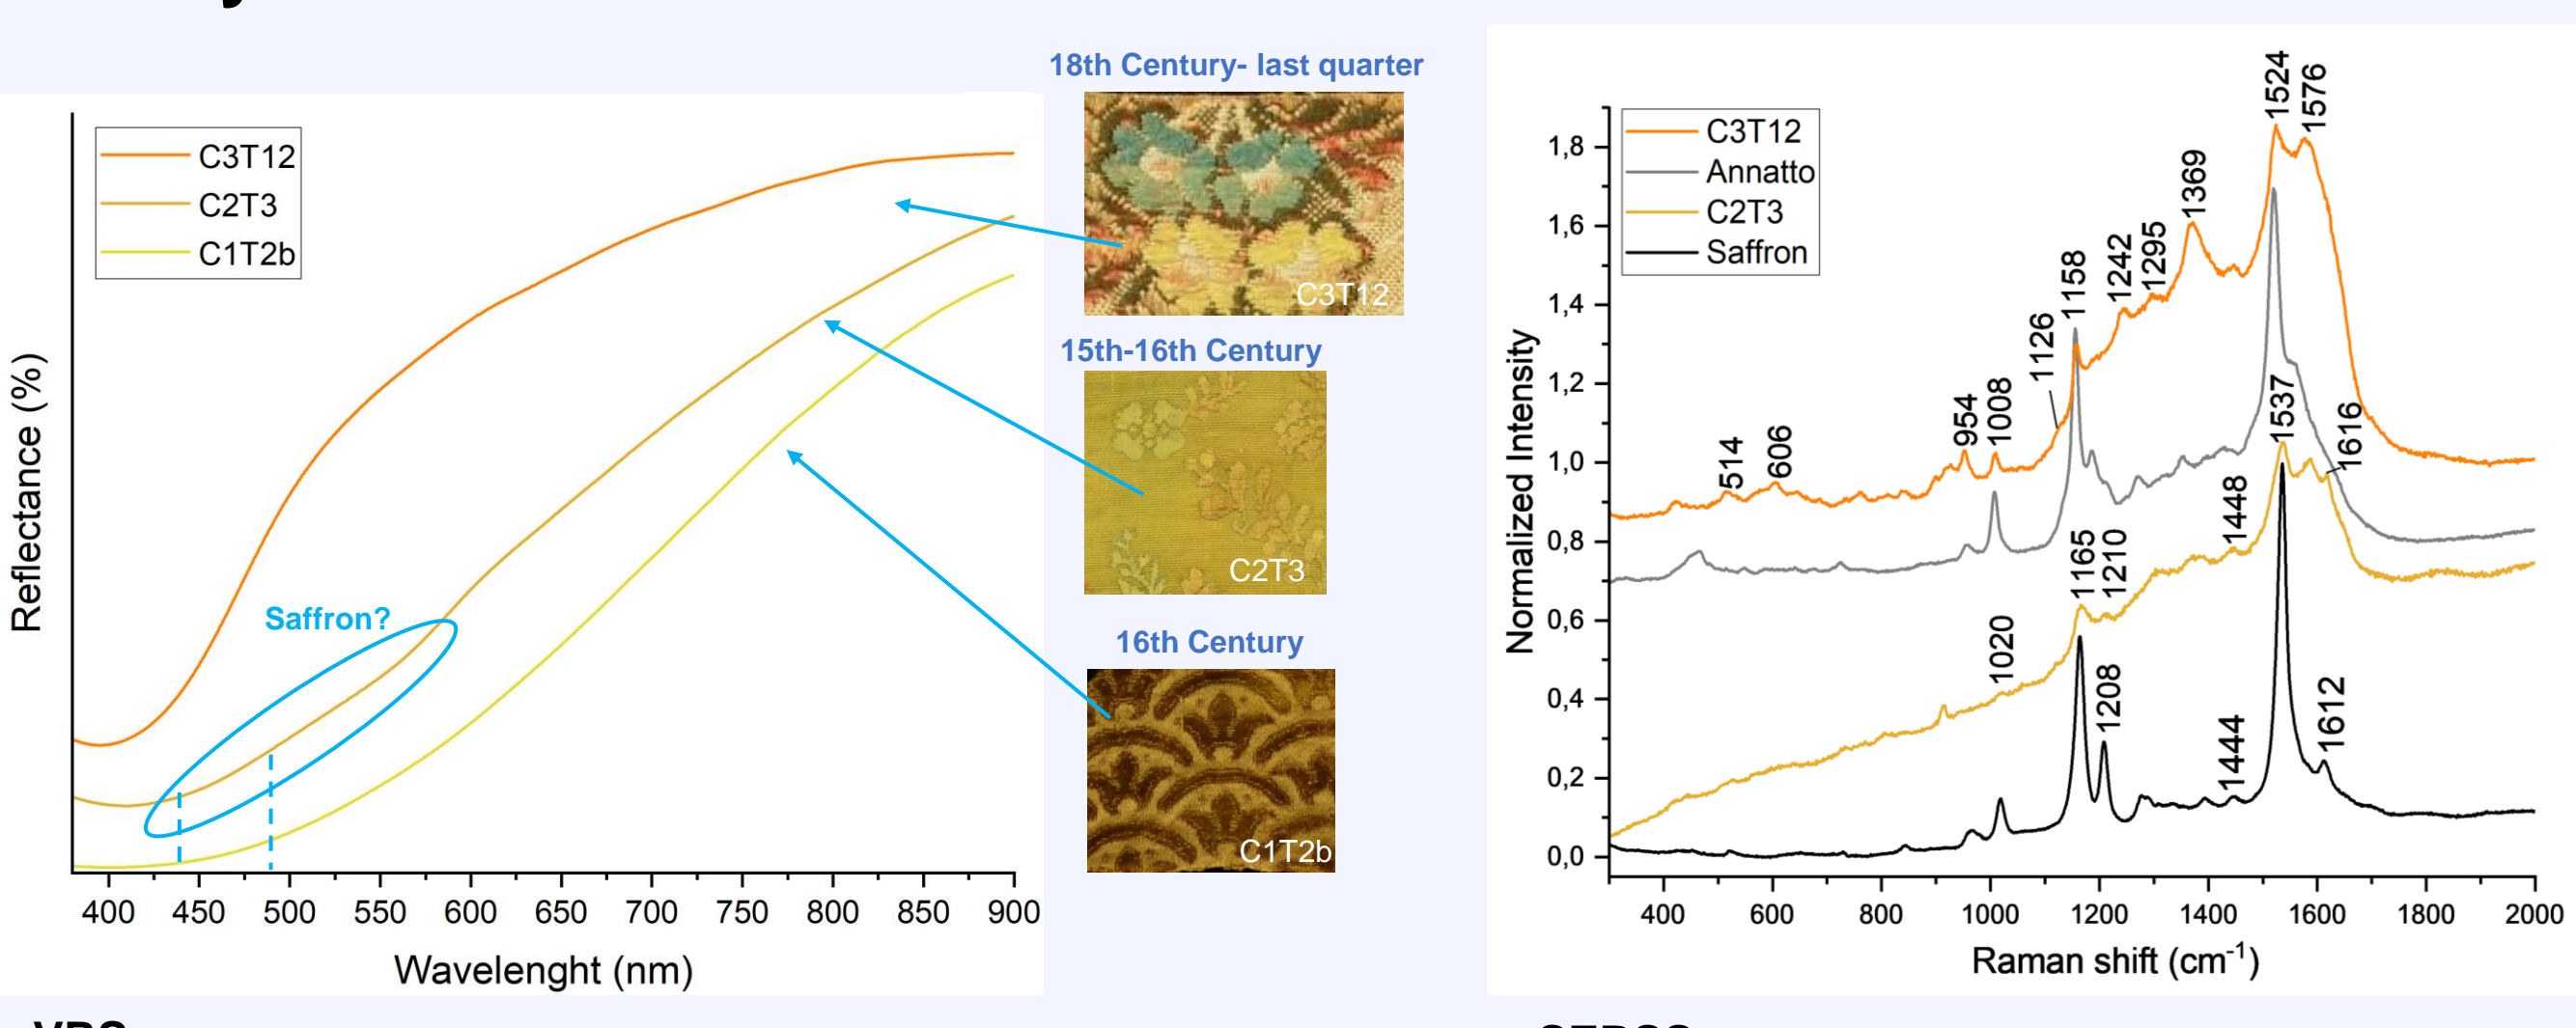 C3T12
C2T3
C1T2b
Saffron?
Reflectance (%)
400 450 500 550 600 650 700 750 800 850 900
Wavelenght (nm)
18th Century- last quarter
C3T12
15th-16th Century
C2T3
16th Century
C1T2b
C3T12
Annatto
C2T3
Saffron
Normalized Intensity
1,8
1,6
1,4
1,2
1,0
0,8
0,6
0,4
0,2
0,0
514
606
954
1008
1126
1158
1242
1295
1369
1524
1576
1020
1165
1210
1448
1537
1616
1208
1444
1612
400 600 800 1000 1200 1400 1600 1800 2000
Raman shift (cm-1)